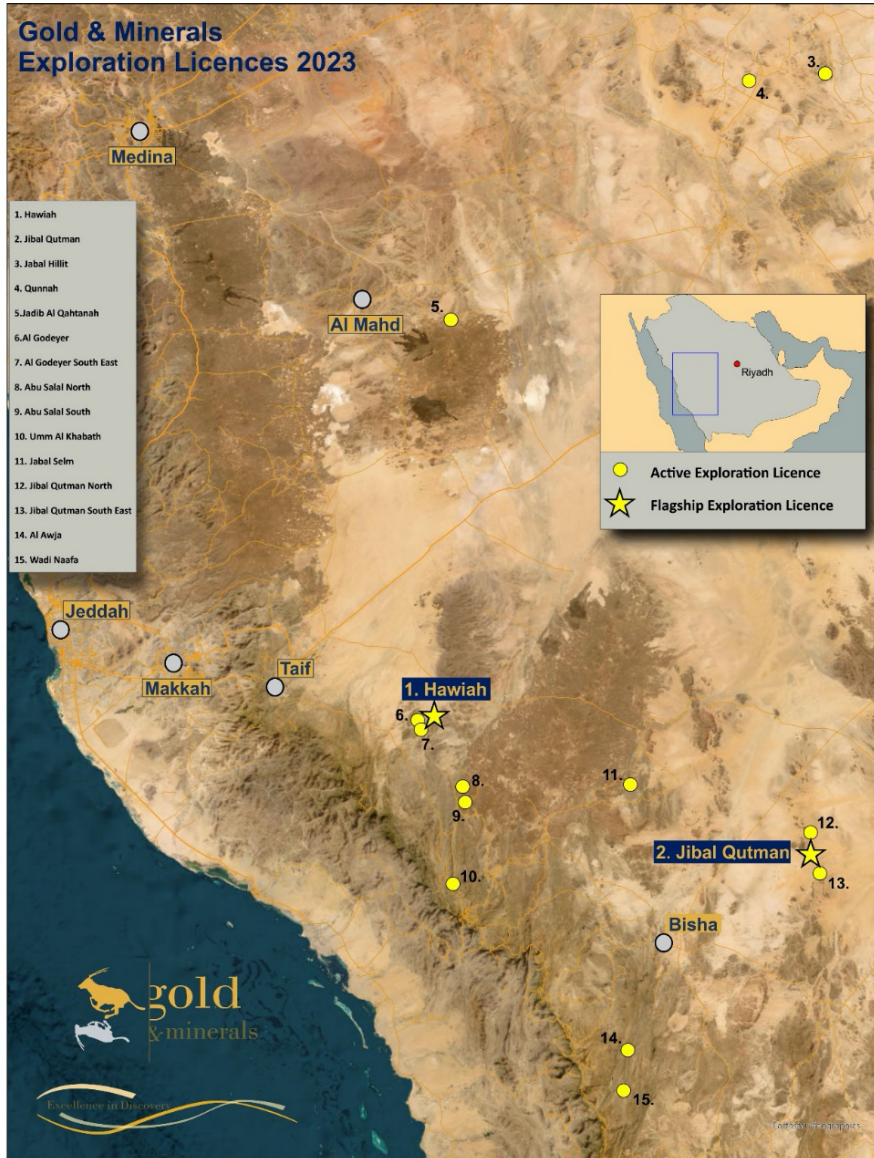 Gold & Minerals
Exploration Licences 2023
3.
4.
Medina
1. Hawiah
2. Jibal Qutman
3. Jabal Hillit
4. Qunnah
5.Jadib Al Qahtanah
6.Al Godeyer
7. Al Godeyer South East
8. Abu Salal North
9. Abu Salal South
10. Umm Al Khabath
11. Jabal Selm
12. Jibal Qutman North
13. Jibal Qutman South East
14. Al Awja
15. Wadi Naafa
Al Mahd
5.
Riyadh
Active Exploration Licence
Flagship Exploration Licence
Jeddah
Makkah
Taif
1. Hawiah
6.
7.
8.
9.
10.
11.
12.
2. Jibal Qutman
13.
Bisha
gold
& minerals
Excellence in Discovery
14.
15.